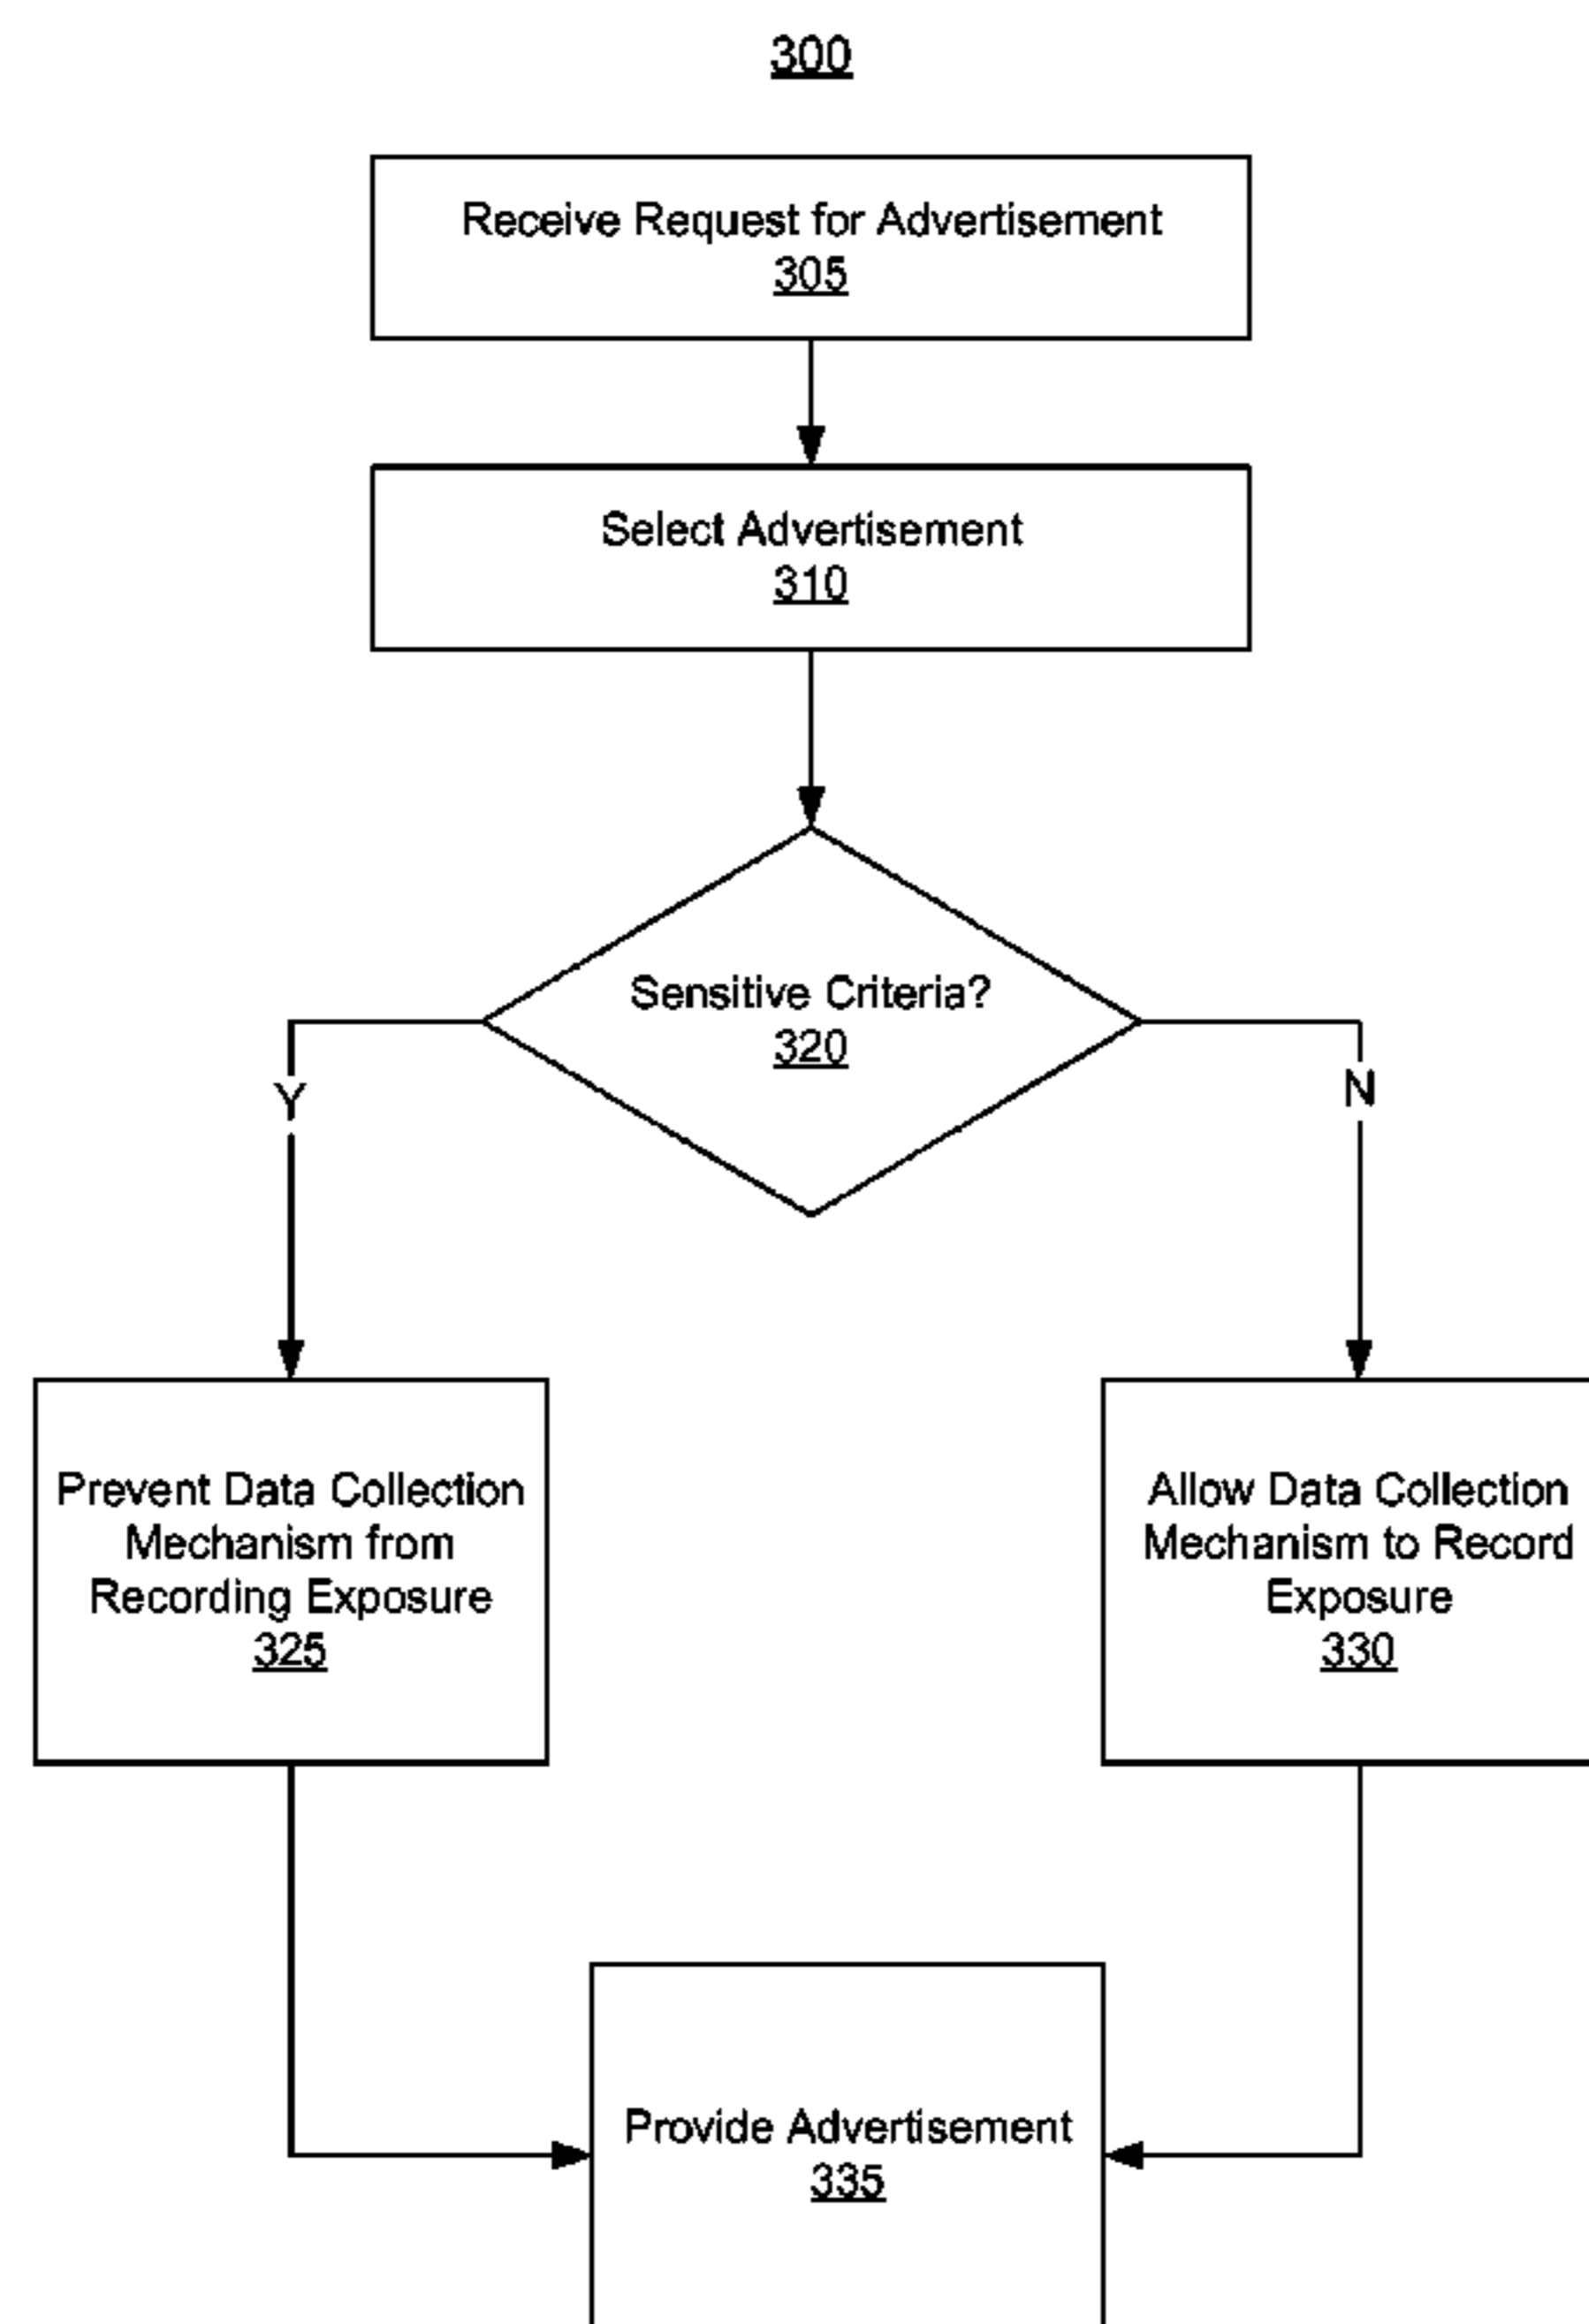 300
Receive Request for Advertisement
305
Select Advertisement
310
Sensitive Criteria?
320
Y
N
Prevent Data Collection
Mechanism from
Recording Exposure
325
Allow Data Collection
Mechanism to Record
Exposure
330
Provide Advertisement
335